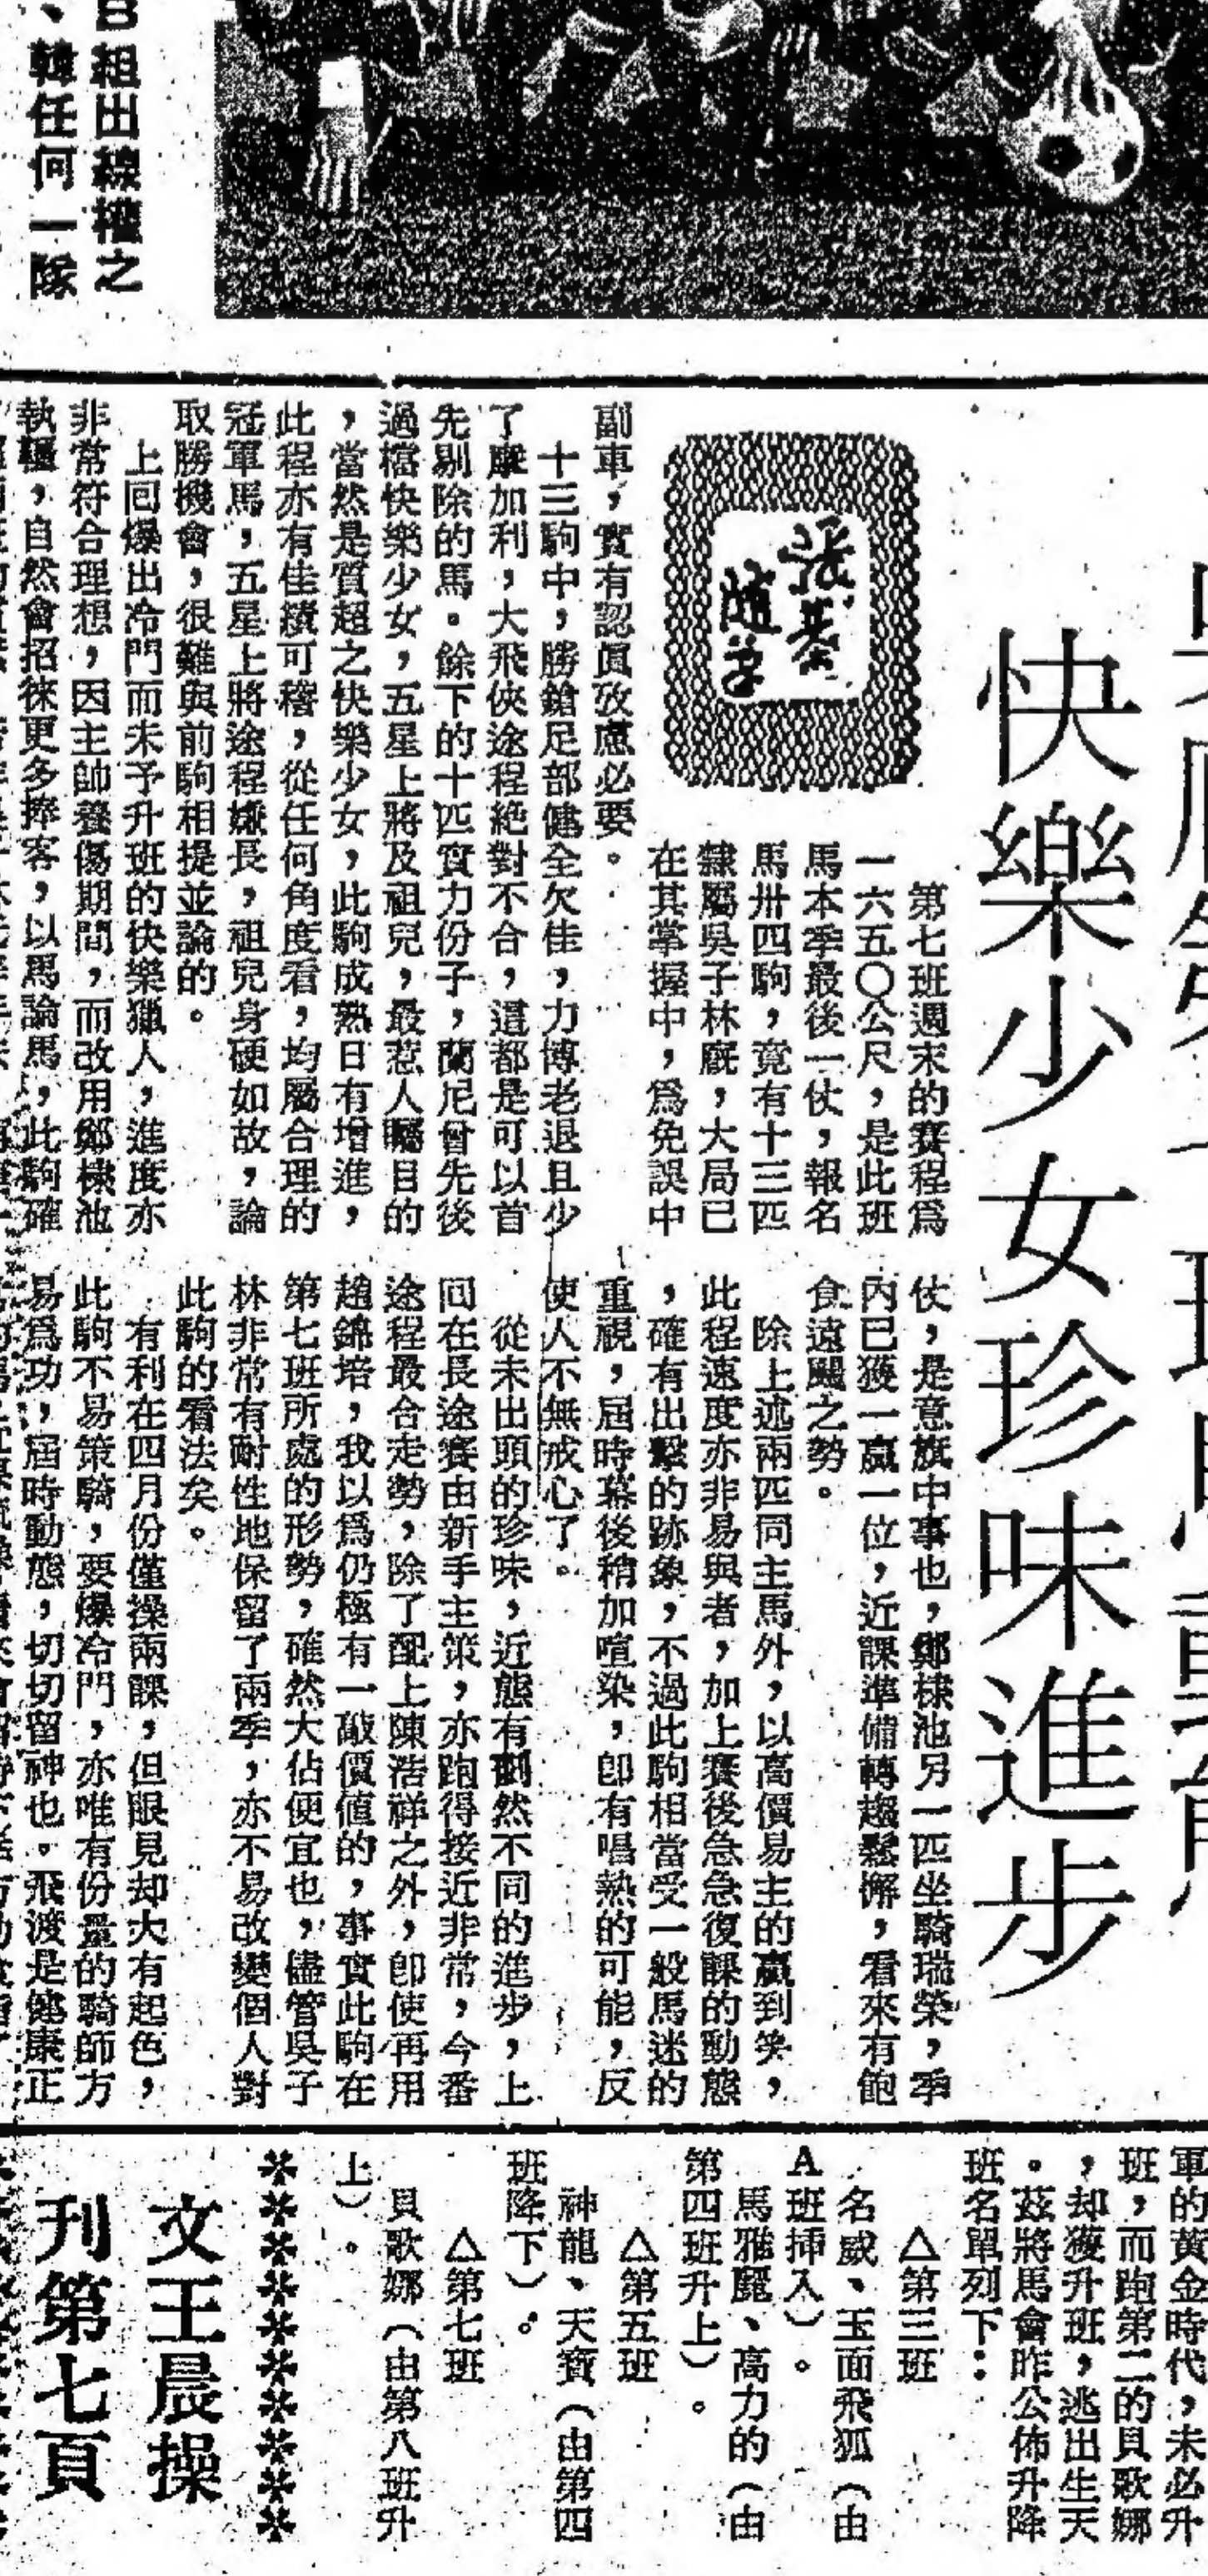 B組出線權之
、韓任何一隊
快樂少女珍味進步
張基
隨筆
第七班週末的賽程爲
一六五〇公尺，是此班
馬本季最後一仗，報名
馬卅四駒，竟有十三匹
隸屬吳子林廐，大局已
在其掌握中，爲免誤中
副車，實有認眞攷慮必要。
十三駒中，勝鎗足部健全欠佳，力博老退且少
了麼加利，大飛俠途程絶對不合，這都是可以首
先剔除的馬。餘下的十匹實力份子，蘭尼曾先後
過檔快樂少女，五星上將及祖兒，最惹人矚目的
，當然是質超之快樂少女，此駒成熟日有增進，
此程亦有佳績可稽，從任何角度看，均屬合理的
冠軍馬，五星上將途程嫌長，祖兒身硬如故，論
取勝機會，很難與前駒相提並論的。
上囘爆出冷門而未予升班的快樂獵人，進度亦
非常符合理想，因主帥養傷期間，而改用鄭棣池
執韁，自然會招徠更多捧客，以馬論馬，此駒確
仗，是意旗中事也，鄭棣池另一匹坐騎瑞榮，季
內已獲一贏一位，近課準備轉趨鬆懈，看來有飽
食遠颺之勢。
除上述兩匹同主馬外，以高價易主的贏到笑，
此程速度亦非易與者，加上賽後急急復課的動態
，確有出擊的跡象，不過此駒相當受一般馬迷的
重視，屆時幕後稍加喧染，卽有唱熱的可能，反
使人不無戒心了。
從未出頭的珍味，近態有劃然不同的進步，上
囘在長途賽由新手主策，亦跑得接近非常，今番
途程最合走勢，除了配上陳浩祥之外，卽使再用
趙錦培，我以爲仍極有一敲價値的，事實此駒在
第七班所處的形勢，確然大佔便宜也，儘管吳子
林非常有耐性地保留了兩季，亦不易改變個人對
此駒的看法矣。
有利在四月份僅操兩課，但眼見却大有起色，
此駒不易策騎，要爆冷門，亦唯有份量的騎師方
易爲功，屆時動態，切切留神也。飛渡是健康正
軍的黃金時代，未必升
班，而跑第二的貝歌娜
，却獲升班，逃出生天
。茲將馬會昨公佈升降
班名單列下：
△第三班
名威、玉面飛狐（由
A班揷入）。
馬雅麗、高力的（由
第四班升上）。
△第五班
神龍、天寶（由第四
班降下）。
△第七班
貝歌娜（由第八班升
上）。
文王晨操
刊第七頁